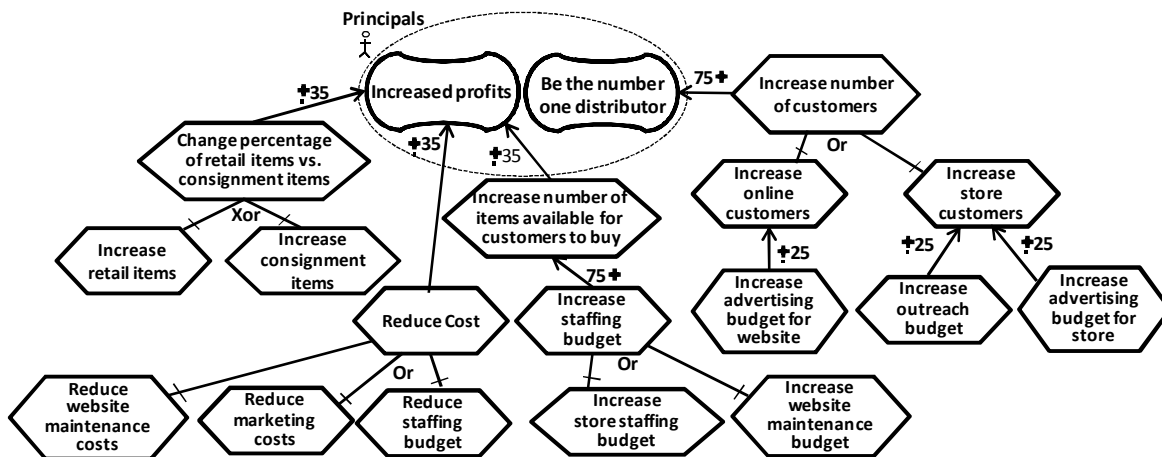 Principals
Increased profits
Be the number
one distributor
75+
Increase number
of customers
+35
Change percentage
of retail items vs.
consignment items
+35
+35
Or
Increase
online
customers
Increase
store
customers
Increase number of
items available for
customers to buy
Xor
Increase
retail items
Increase
consignment
items
+25
+25
+25
75+
Reduce Cost
Increase
staffing
budget
Increase
advertising
budget for
website
Increase
outreach
budget
Increase
advertising
budget for
store
Or
Or
Reduce
website
maintenance
costs
Reduce
marketing
costs
Reduce
staffing
budget
Increase
store staffing
budget
Increase
website
maintenance
budget